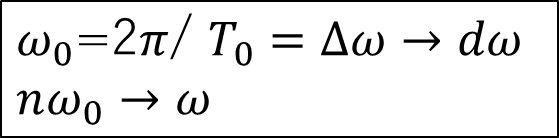 ω₀=2π/ T₀ = Δω → dω
nω₀ → ω